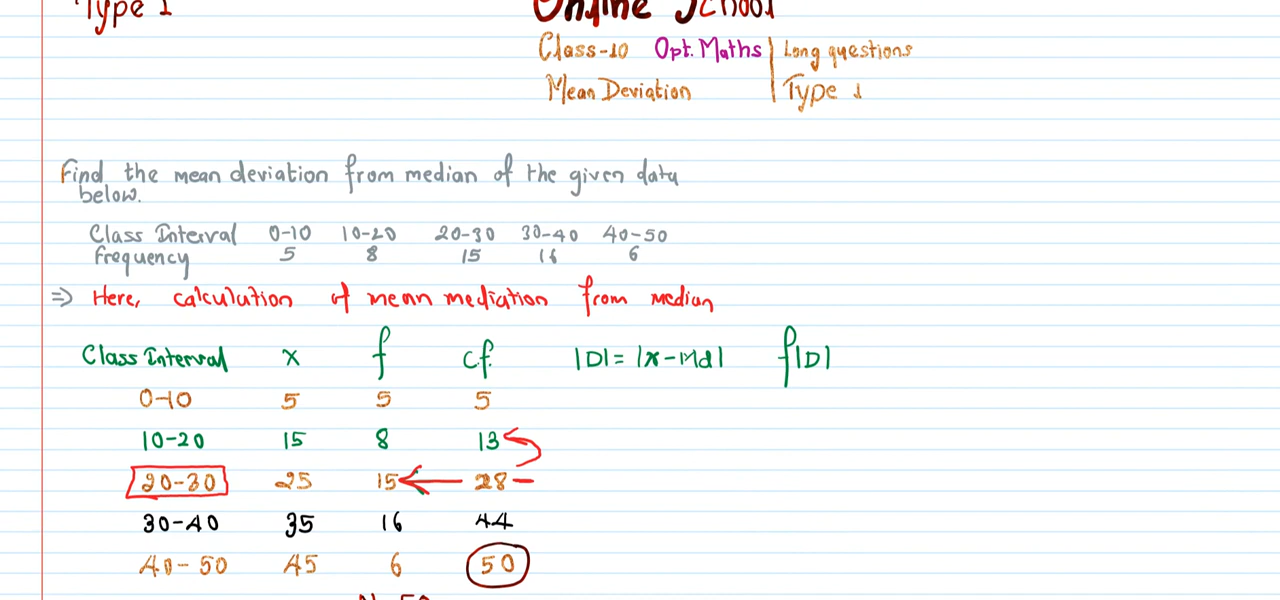 Type 1
Online School
Class-10 Opt. Maths Long questions
Mean Deviation Type 1
Find the mean deviation from median of the given data
below.
Class Interval 0-10 10-20 20-30 30-40 40-50
frequency 5 8 15 16 6
⇒ Here, calculation of mean mediation from median
Class Interval x f c.f. |D|=|x-Md| f|D|
0-10 5 5 5
10-20 15 8 13
20-30 25 15 28
30-40 35 16 44
40-50 45 6 50